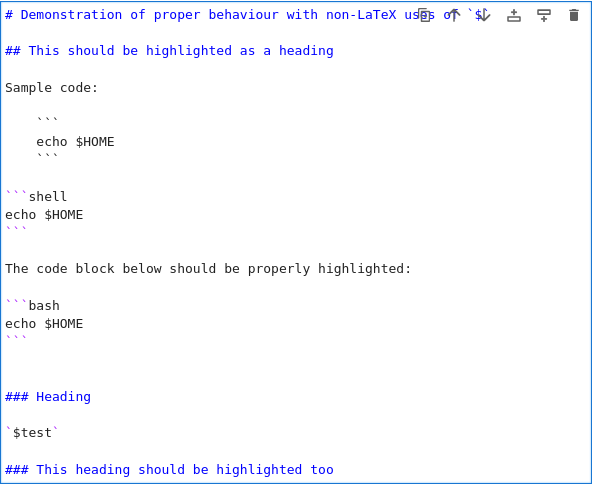 # Demonstration of proper behaviour with non-LaTeX uses of `$`
## This should be highlighted as a heading
Sample code:
    ```
    echo $HOME
    ```
```shell
echo $HOME
```
The code block below should be properly highlighted:
```bash
echo $HOME
```
### Heading
`$test`
### This heading should be highlighted too